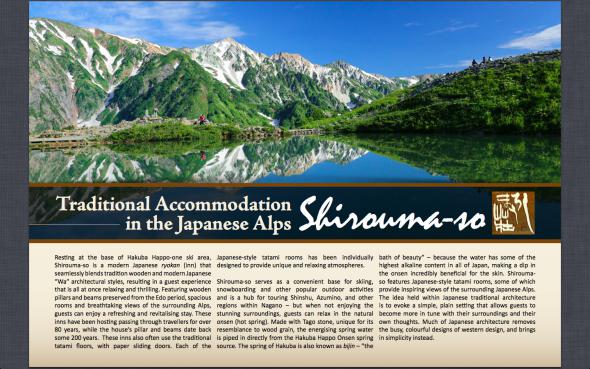 Traditional Accommodation
in the Japanese Alps
Shirouma-so
Resting at the base of Hakuba Happo-one ski area,
Shirouma-so is a modern Japanese ryokan (inn) that
seamlessly blends tradition wooden and modern Japanese
"Wa" architectural styles, resulting in a guest experience
that is all at once relaxing and thrilling. Featuring wooden
pillars and beams preserved from the Edo period, spacious
rooms and breathtaking views of the surrounding Alps,
guests can enjoy a refreshing and revitalising stay. These
inns have been hosting passing through travelers for over
80 years, while the house's pillar and beams date back
some 200 years. These inns also often use the traditional
tatami floors, with paper sliding doors. Each of the
Japanese-style tatami rooms has been individually
designed to provide unique and relaxing atmospheres.
Shirouma-so serves as a convenient base for skiing,
snowboarding and other popular outdoor activities
and is a hub for touring Shinshu, Azumino, and other
regions within Nagano – but when not enjoying the
stunning surroundings, guests can relax in the natural
onsen (hot spring). Made with Tago stone, unique for its
resemblance to wood grain, the energising spring water
is piped in directly from the Hakuba Happo Onsen spring
source. The spring of Hakuba is also known as bijin – "the
bath of beauty" – because the water has some of the
highest alkaline content in all of Japan, making a dip in
the onsen incredibly beneficial for the skin. Shirouma-
so features Japanese-style tatami rooms, some of which
provide inspiring views of the surrounding Japanese Alps.
The idea held within Japanese traditional architecture
is to evoke a simple, plain setting that allows guests to
become more in tune with their surroundings and their
own thoughts. Much of Japanese architecture removes
the busy, colourful designs of western design, and brings
in simplicity instead.